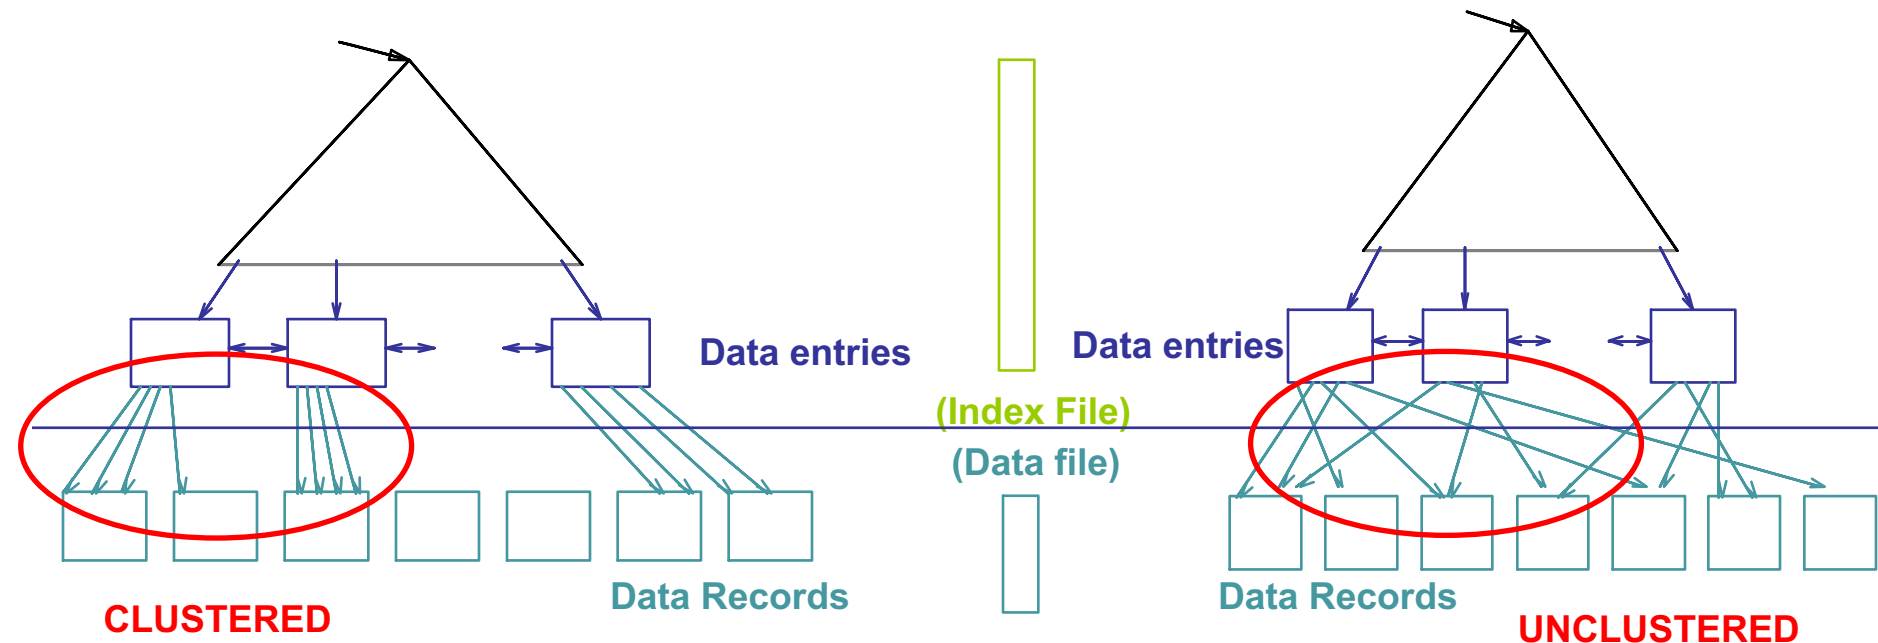 Data entries
Data entries
(Index File)
(Data file)
Data Records
Data Records
CLUSTERED
UNCLUSTERED